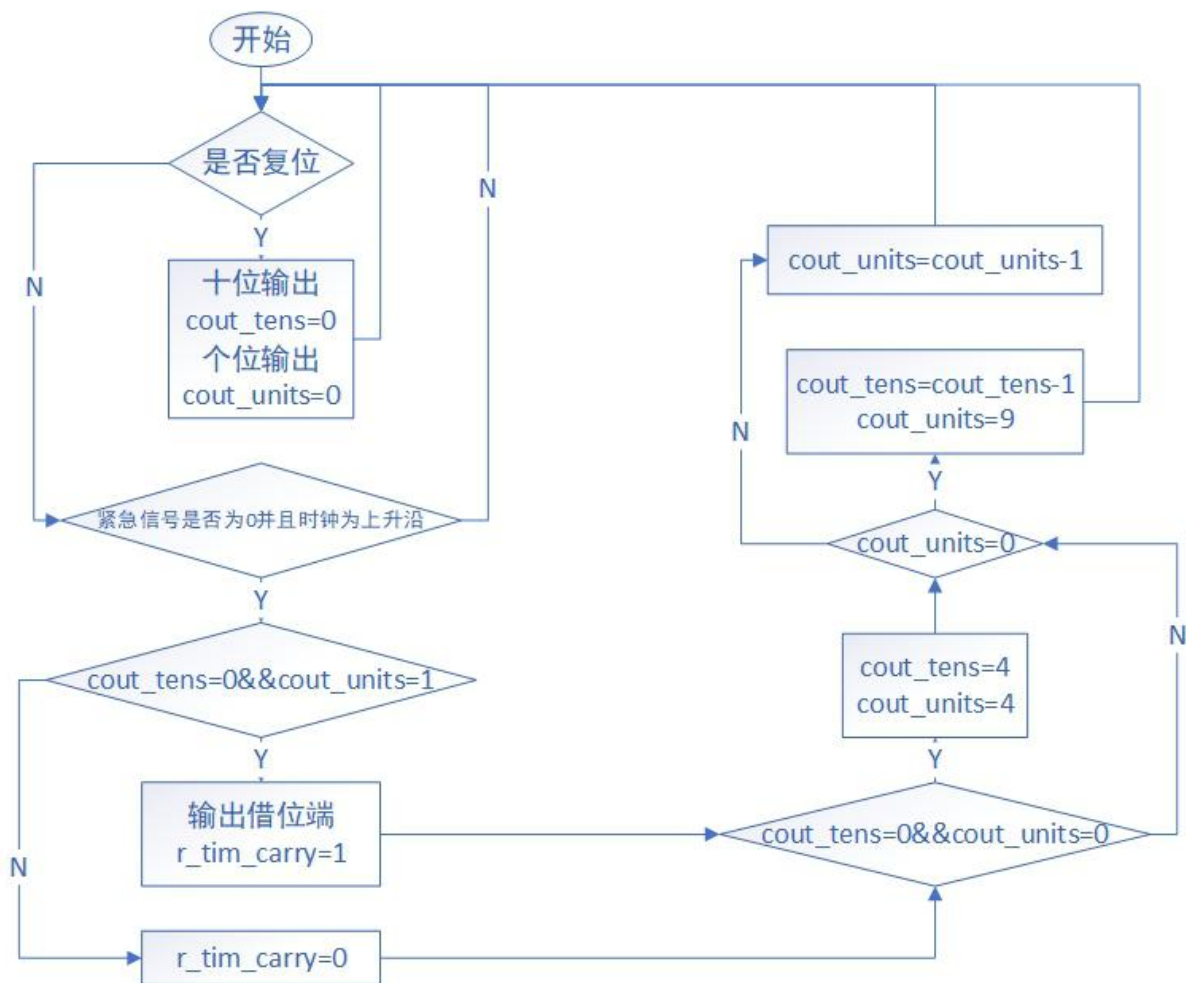 开始
是否复位
Y
N
N
十位输出
cout_tens=0
个位输出
cout_units=0
紧急信号是否为0并且时钟为上升沿
Y
cout_tens=0&&cout_units=1
Y
N
输出借位端
r_tim_carry=1
r_tim_carry=0
cout_units=cout_units-1
cout_tens=cout_tens-1
cout_units=9
N
Y
cout_units=0
N
cout_tens=4
cout_units=4
Y
cout_tens=0&&cout_units=0